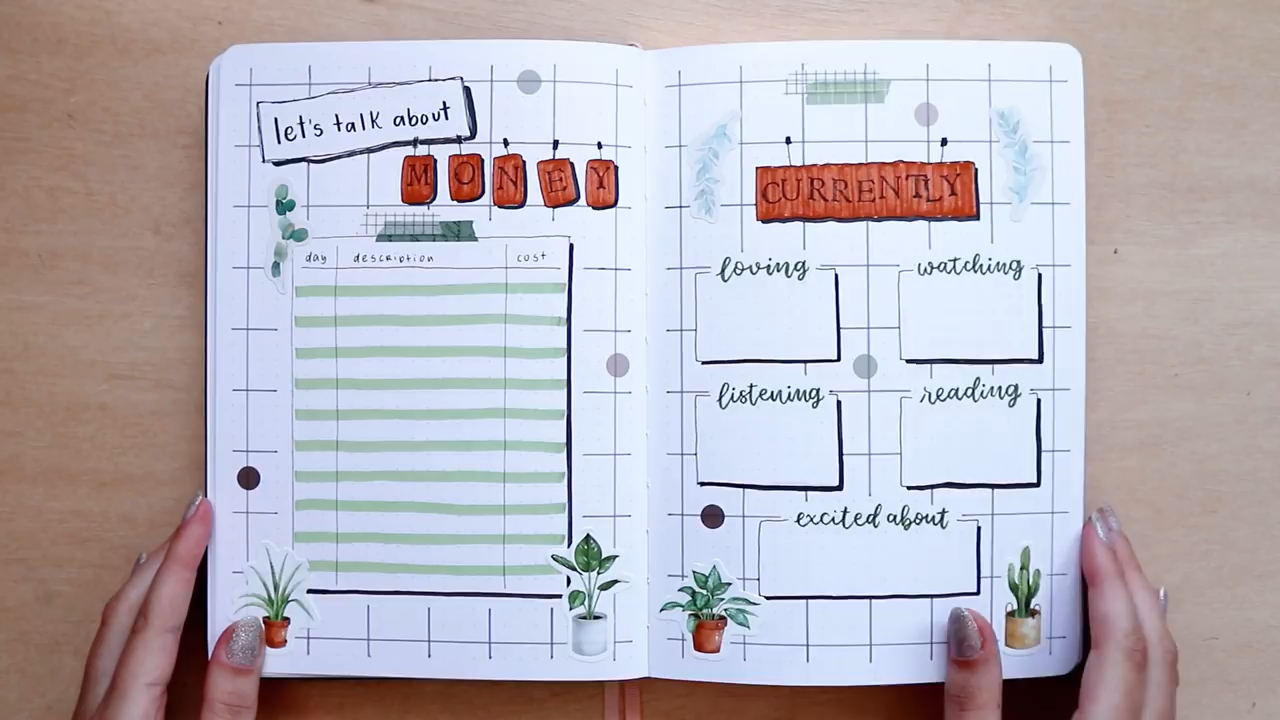 let's talk about
MONEY
day description cost
CURRENTLY
loving
watching
listening
reading
excited about